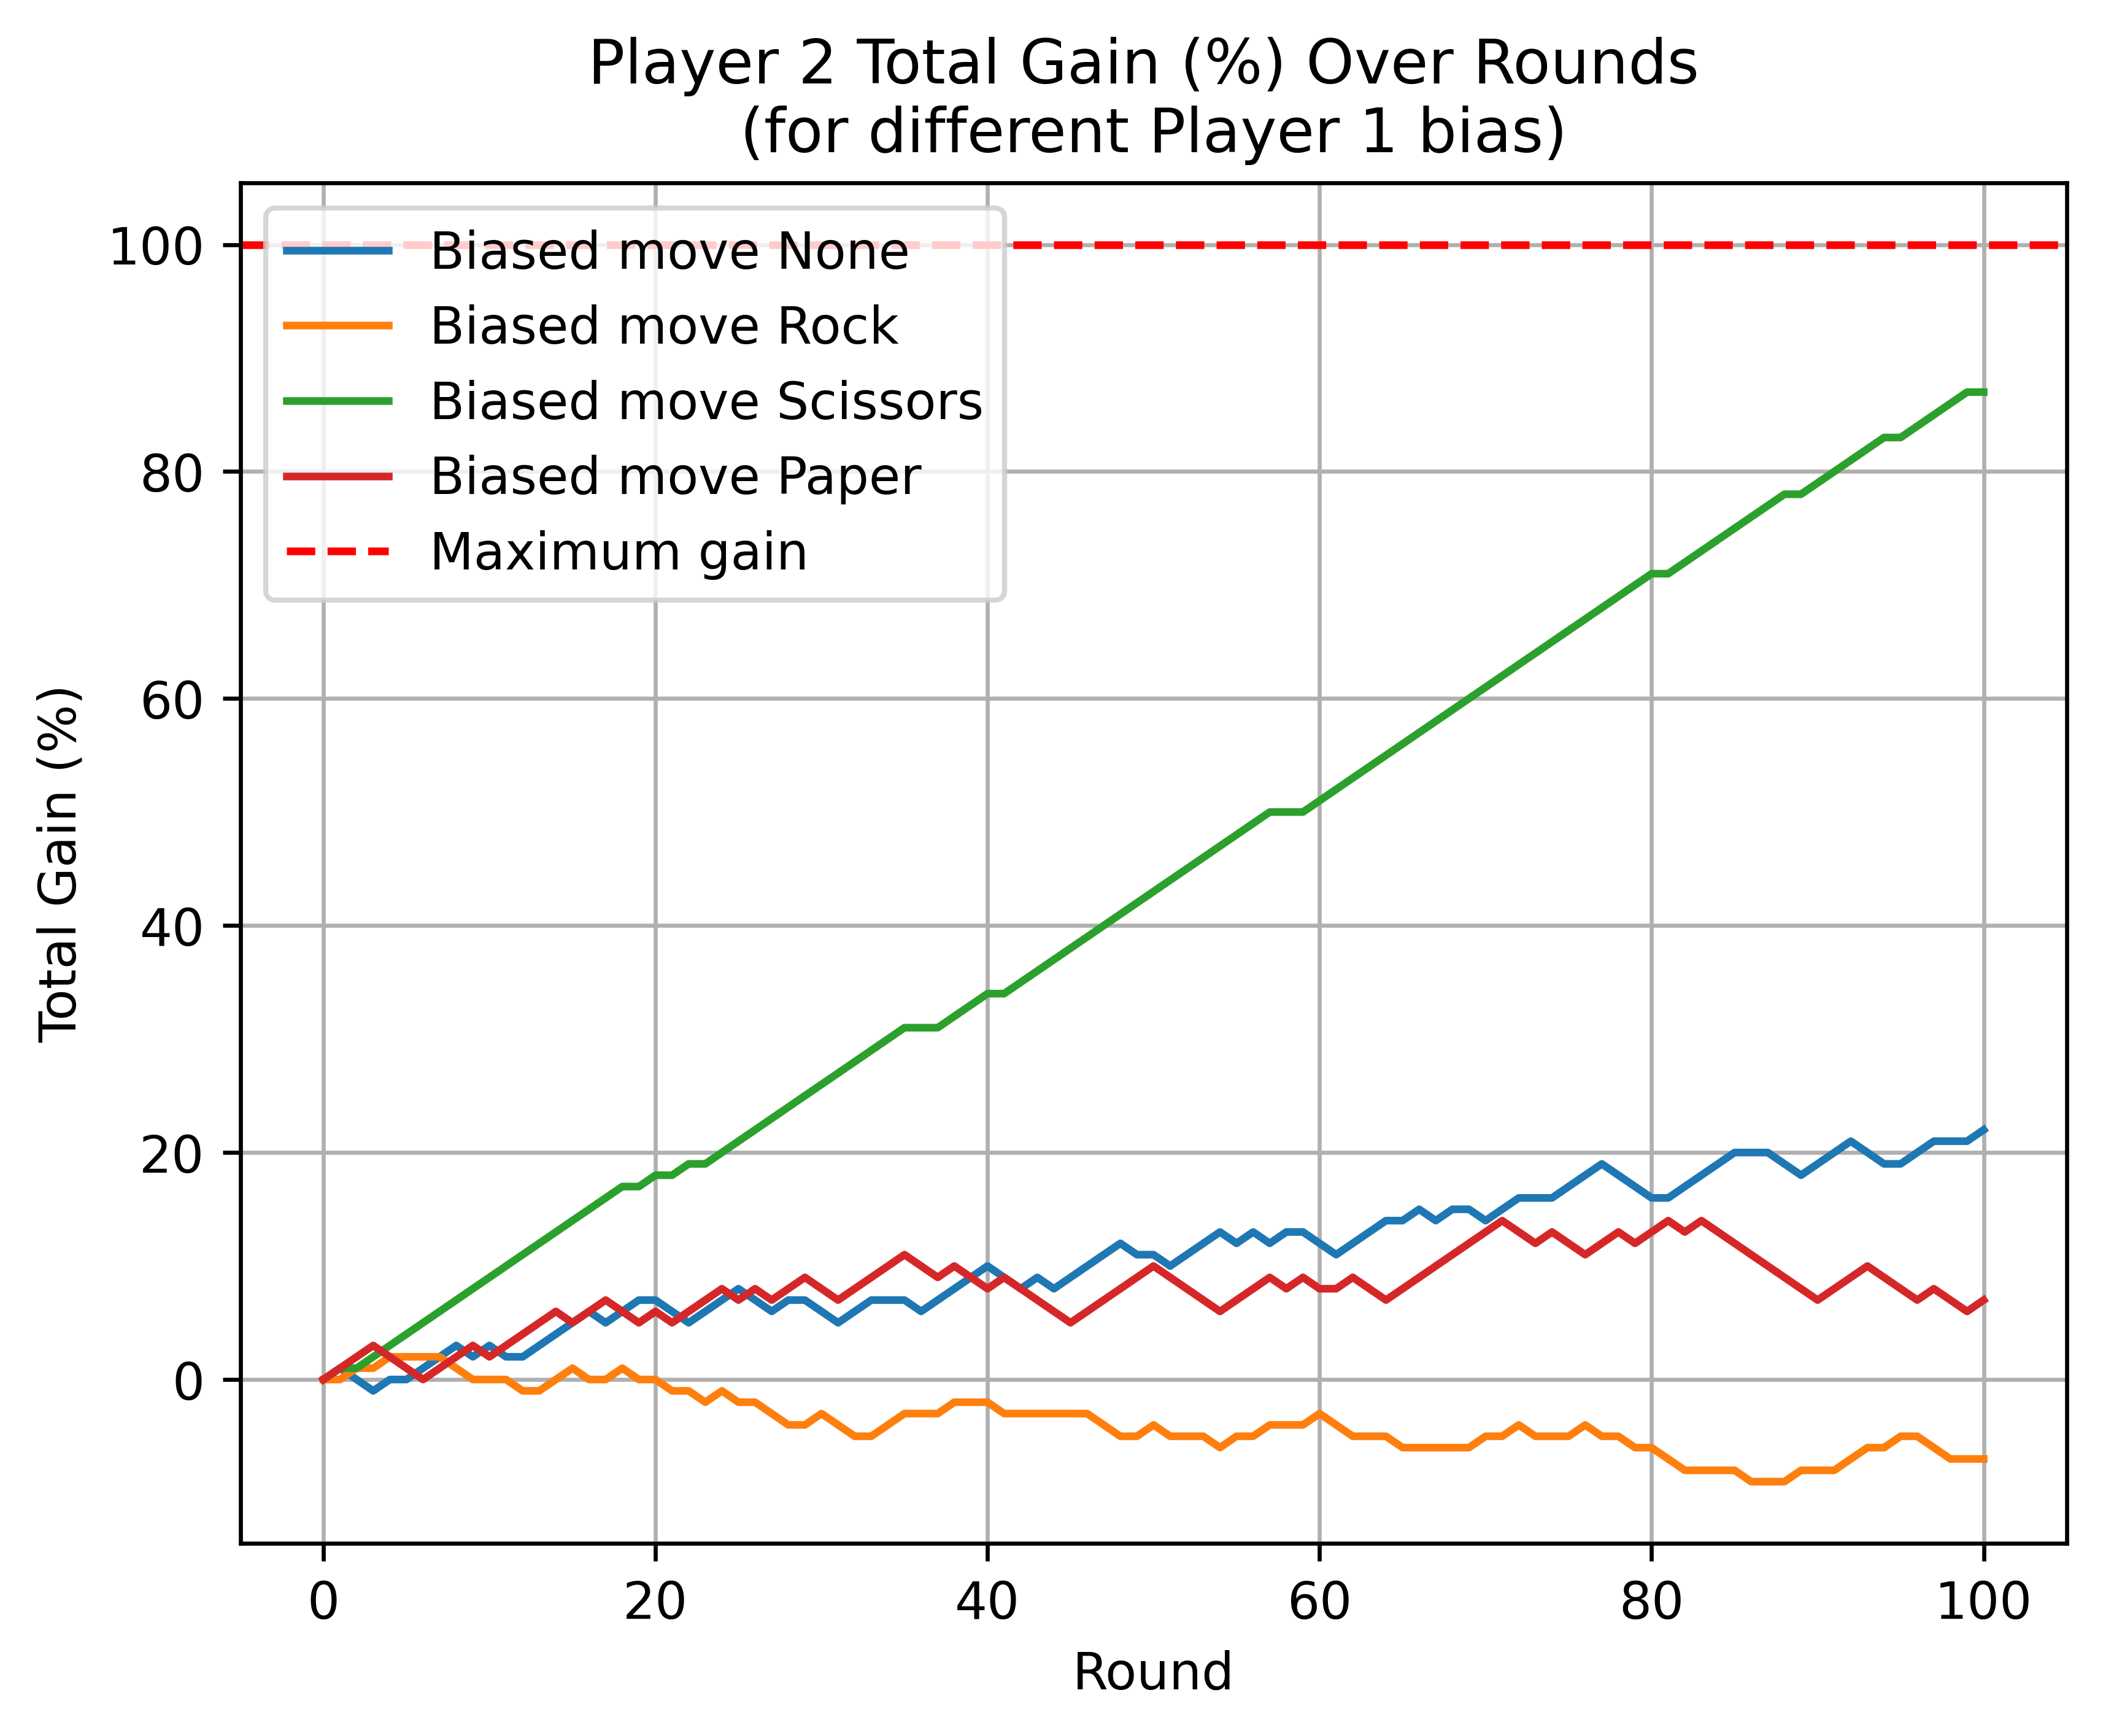 Player 2 Total Gain (%) Over Rounds
(for different Player 1 bias)
Biased move None
Biased move Rock
Biased move Scissors
Biased move Paper
Maximum gain
Total Gain (%)
100
80
60
40
20
0
0 20 40 60 80 100
Round